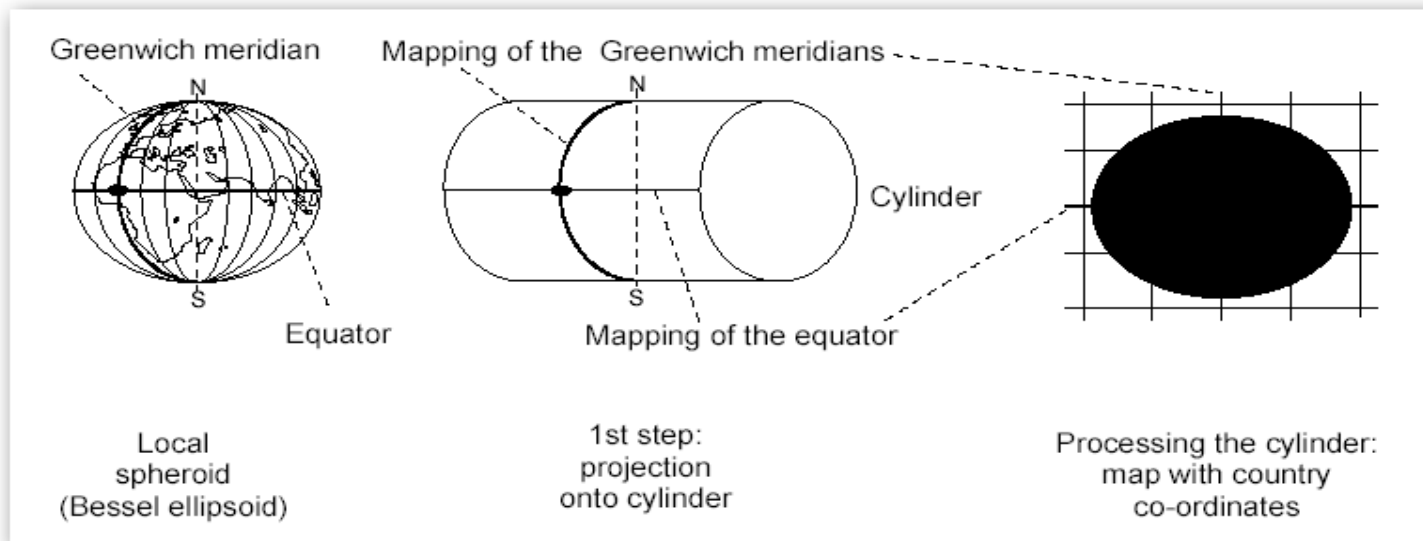 Greenwich meridian
Mapping of the Greenwich meridians
N
N
Cylinder
S
S
Equator
Mapping of the equator
Local
spheroid
(Bessel ellipsoid)
1st step:
projection
onto cylinder
Processing the cylinder:
map with country
co-ordinates